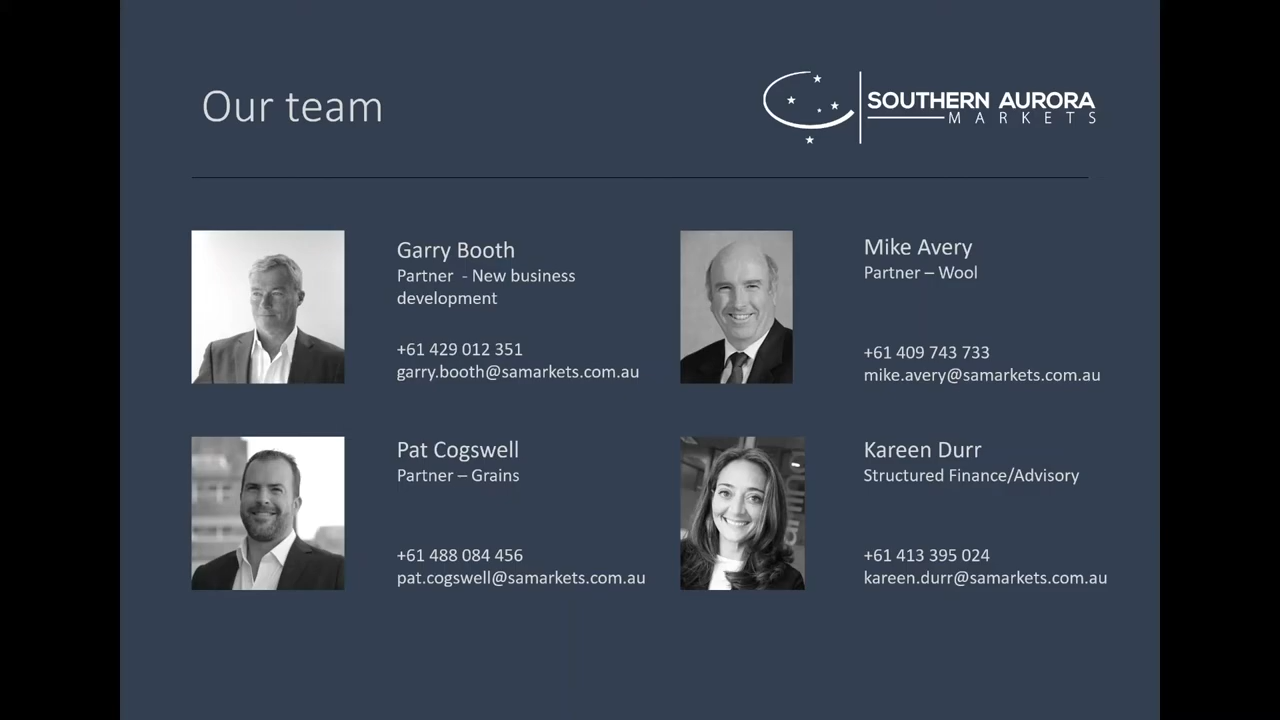 Our team
SOUTHERN AURORA
MARKETS
Garry Booth
Partner - New business
development
+61 429 012 351
garry.booth@samarkets.com.au
Mike Avery
Partner – Wool
+61 409 743 733
mike.avery@samarkets.com.au
Pat Cogswell
Partner – Grains
+61 488 084 456
pat.cogswell@samarkets.com.au
Kareen Durr
Structured Finance/Advisory
+61 413 395 024
kareen.durr@samarkets.com.au